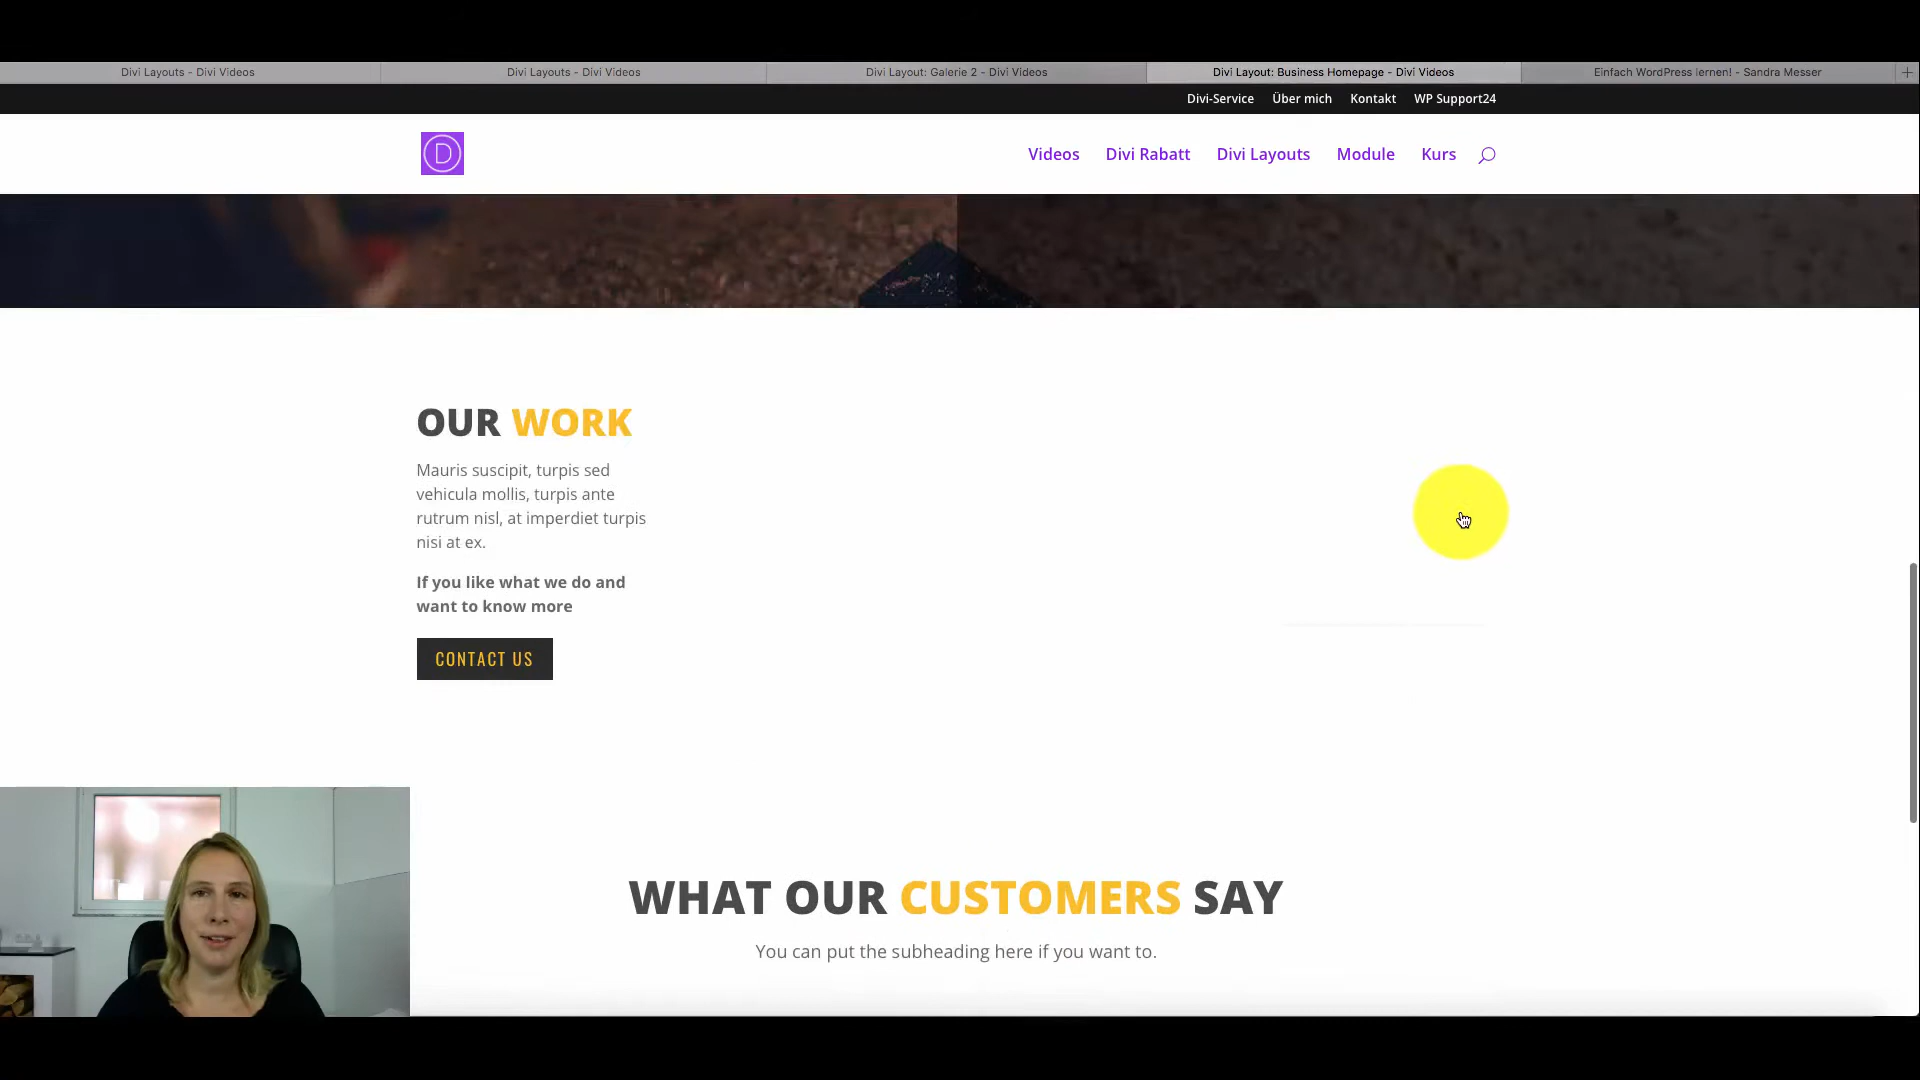 Divi Layouts - Divi Videos
Divi Layouts - Divi Videos
Divi Layout: Galerie 2 - Divi Videos
Divi Layout: Business Homepage - Divi Videos
Einfach WordPress lernen! - Sandra Messer
+
Divi-Service
Über mich
Kontakt
WP Support24
D
Videos
Divi Rabatt
Divi Layouts
Module
Kurs
OUR WORK
Mauris suscipit, turpis sed
vehicula mollis, turpis ante
rutrum nisl, at imperdiet turpis
nisi at ex.
If you like what we do and
want to know more
CONTACT US
WHAT OUR CUSTOMERS SAY
You can put the subheading here if you want to.